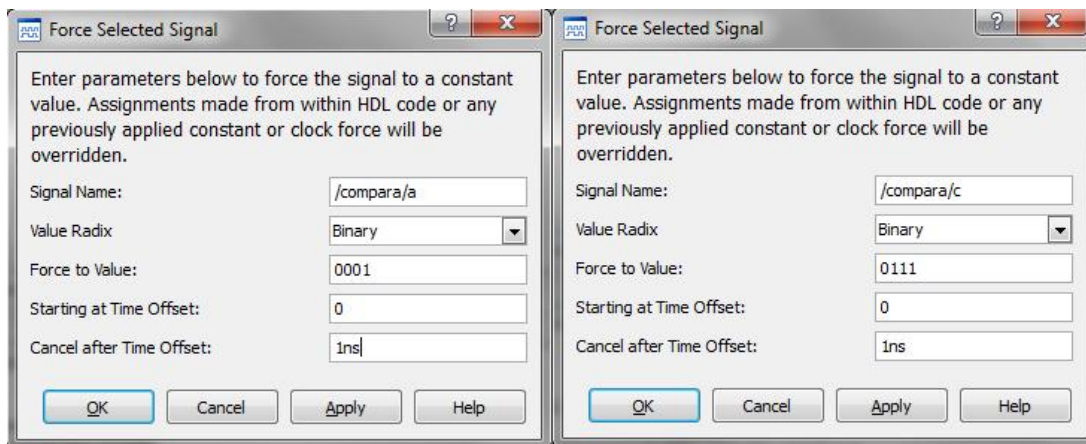 Force Selected Signal
Enter parameters below to force the signal to a constant
value. Assignments made from within HDL code or any
previously applied constant or clock force will be
overridden.
Signal Name: /compara/a
Value Radix Binary
Force to Value: 0001
Starting at Time Offset: 0
Cancel after Time Offset: 1ns
OK Cancel Apply Help
Force Selected Signal
Enter parameters below to force the signal to a constant
value. Assignments made from within HDL code or any
previously applied constant or clock force will be
overridden.
Signal Name: /compara/c
Value Radix Binary
Force to Value: 0111
Starting at Time Offset: 0
Cancel after Time Offset: 1ns
OK Cancel Apply Help